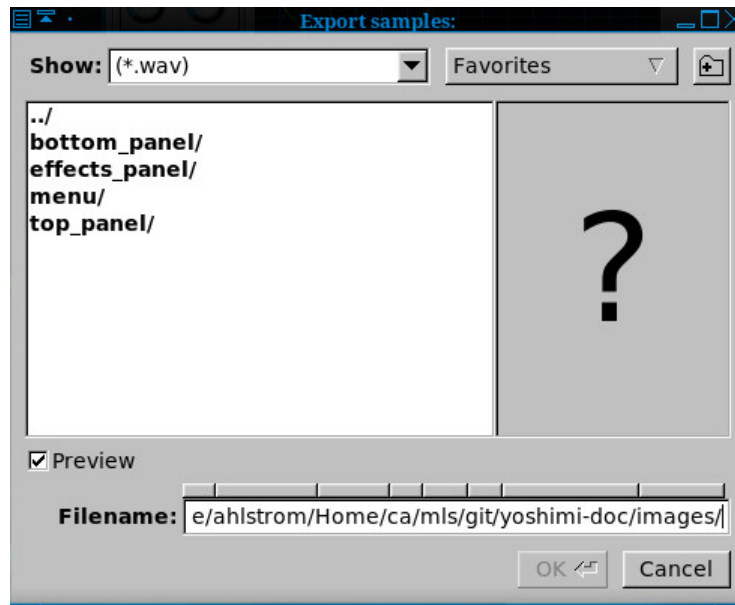 Export samples:
Show: (*.wav) Favorites
../
bottom_panel/
effects_panel/
menu/
top_panel/
?
Preview
Filename: e/ahlstrom/Home/ca/mls/git/yoshimi-doc/images/
OK Cancel